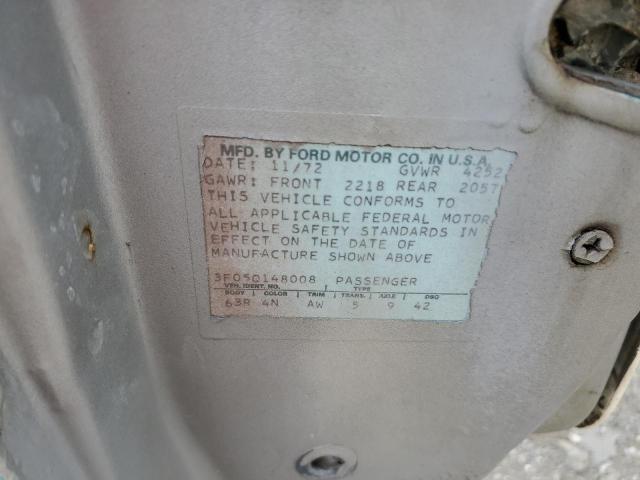 MFD. BY FORD MOTOR CO. IN U.S.A.
DATE: 11/72 GVWR 4252
GAWR: FRONT 2218 REAR 2057
THIS VEHICLE CONFORMS TO
ALL APPLICABLE FEDERAL MOTOR
VEHICLE SAFETY STANDARDS IN
EFFECT ON THE DATE OF
MANUFACTURE SHOWN ABOVE
3F05Q148008 PASSENGER
VEH. IDENT. NO. TYPE
BODY COLOR TRIM TRANS. AXLE DSO
63R 4N AW 5 9 42